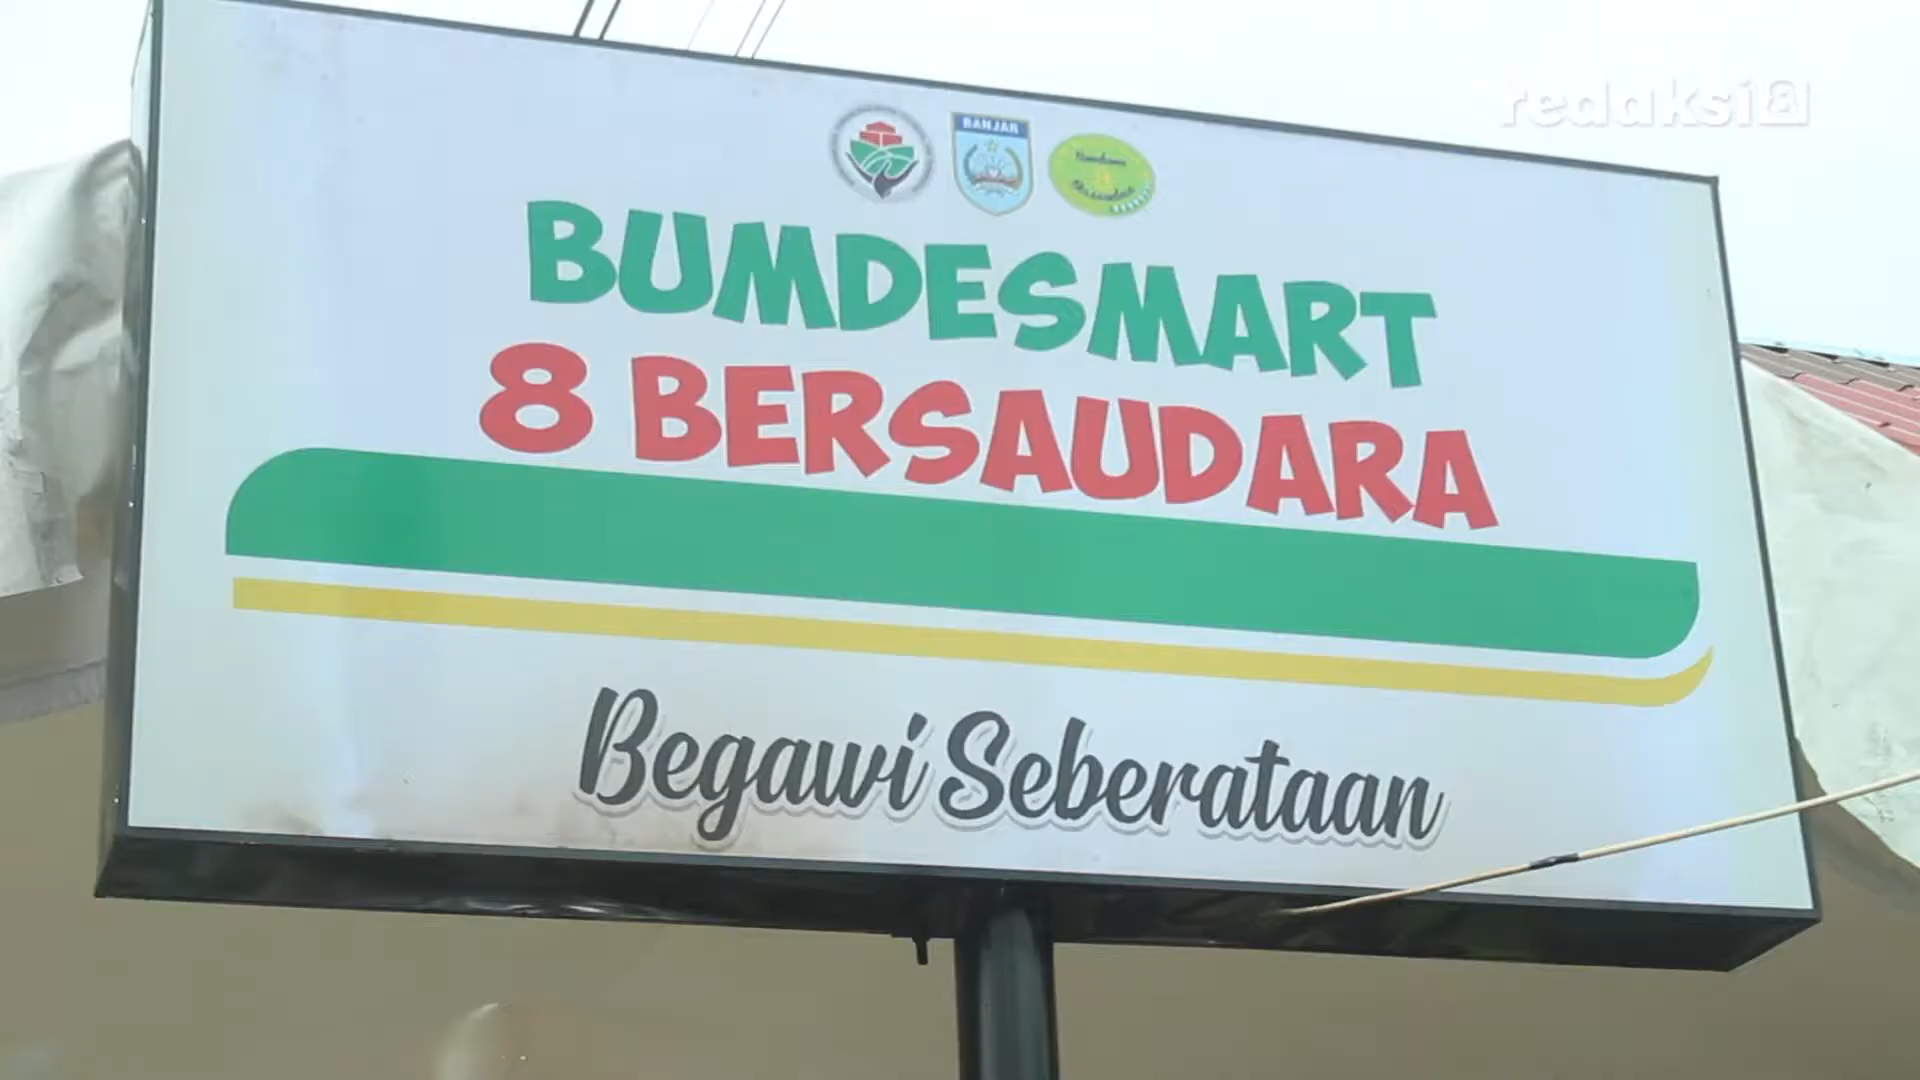 redaksi8
BANJAR
BUMDESMART
8 BERSAUDARA
Begawi Seberataan